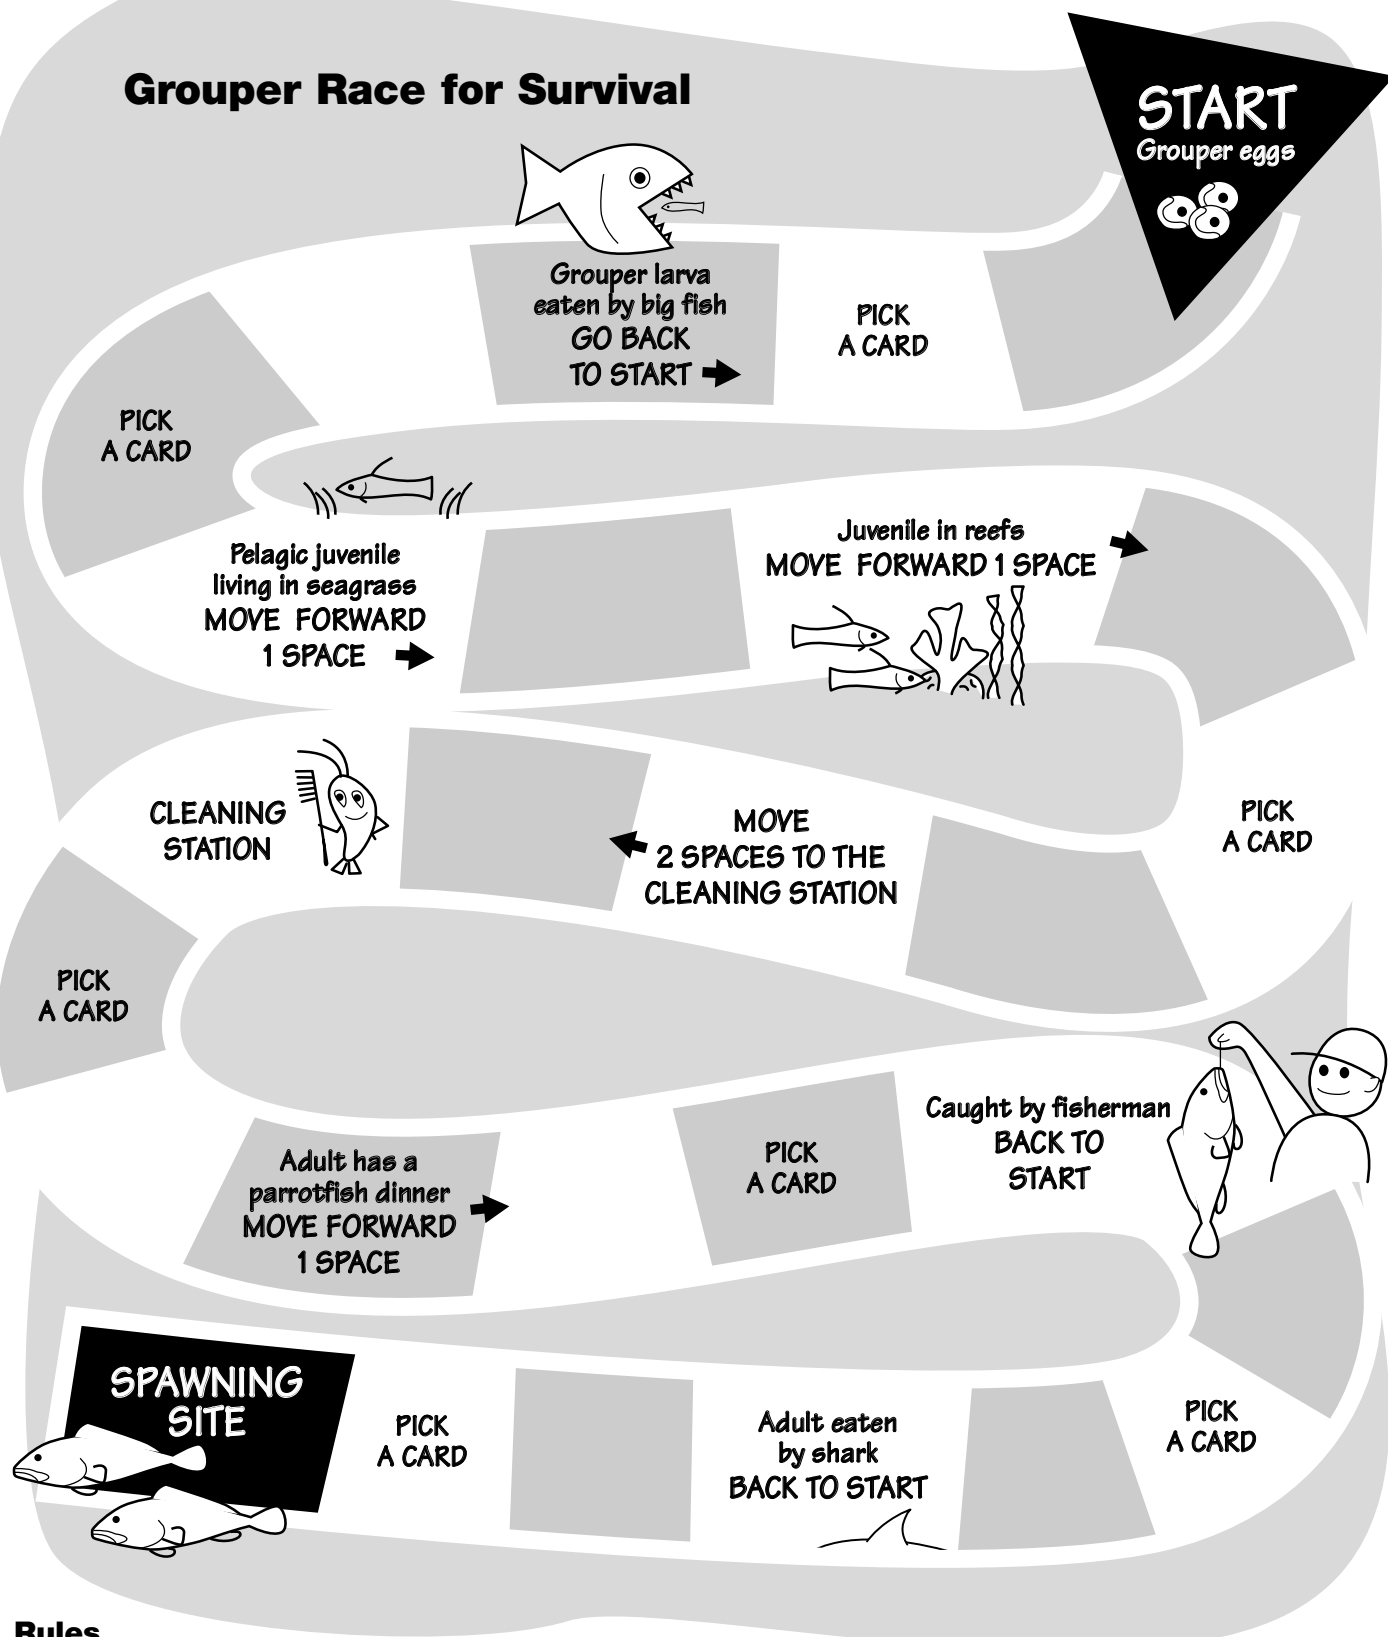 Grouper Race for Survival
START
Grouper eggs
PICK
A CARD
Grouper larva
eaten by big fish
GO BACK
TO START
PICK
A CARD
Pelagic juvenile
living in seagrass
MOVE FORWARD
1 SPACE
Juvenile in reefs
MOVE FORWARD 1 SPACE
PICK
A CARD
MOVE
2 SPACES TO THE
CLEANING STATION
CLEANING
STATION
PICK
A CARD
Adult has a
parrotfish dinner
MOVE FORWARD
1 SPACE
PICK
A CARD
Caught by fisherman
BACK TO
START
PICK
A CARD
Adult eaten
by shark
BACK TO START
PICK
A CARD
SPAWNING
SITE
Rules